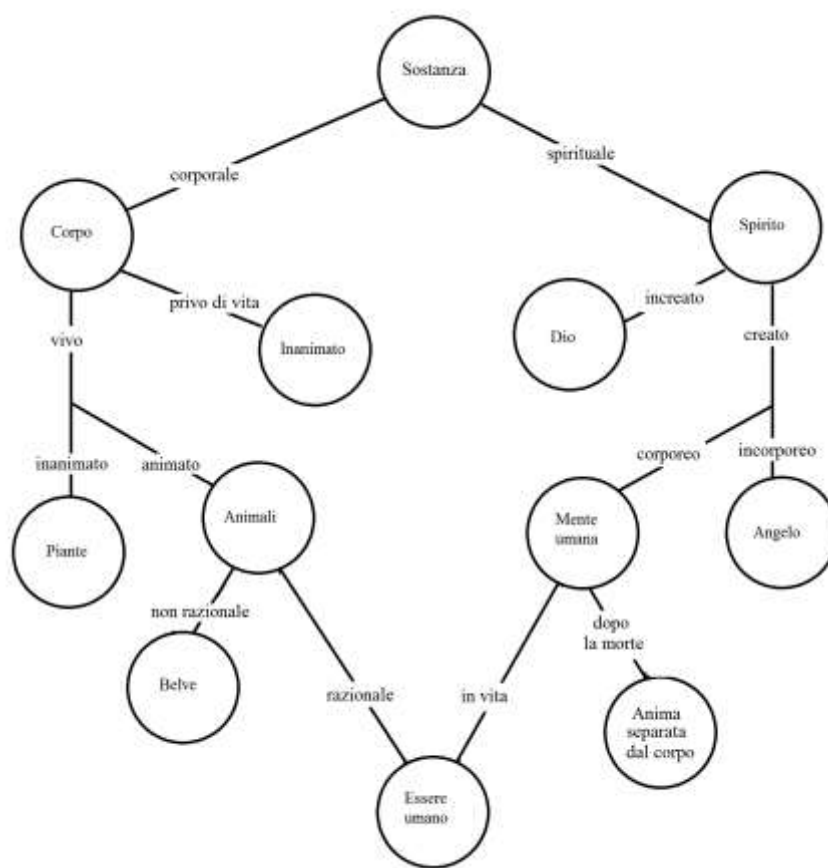 Sostanza
corporale
spirituale
Corpo
Spirito
privo di vita
increato
vivo
Inanimato
Dio
creato
inanimato
animato
corporeo
incorporeo
Piante
Animali
Mente
umana
Angelo
non razionale
dopo
la morte
Belve
razionale
in vita
Anima
separata
dal corpo
Essere
umano